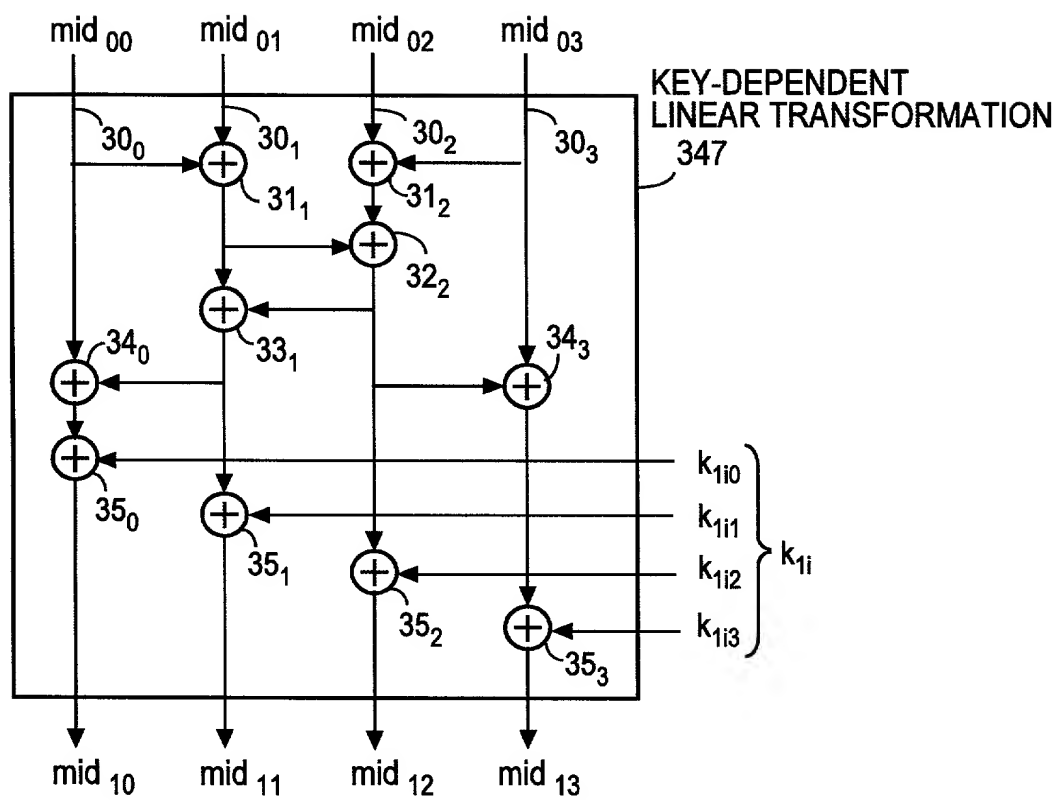 mid 00 mid 01 mid 02 mid 03
KEY-DEPENDENT
LINEAR TRANSFORMATION
347
30 0 30 1 30 2 30 3
31 1 31 2
32 2
33 1
34 0 34 3
35 0
k 1i0
k 1i1
k 1i
35 1
k 1i2
35 2
k 1i3
35 3
mid 10 mid 11 mid 12 mid 13